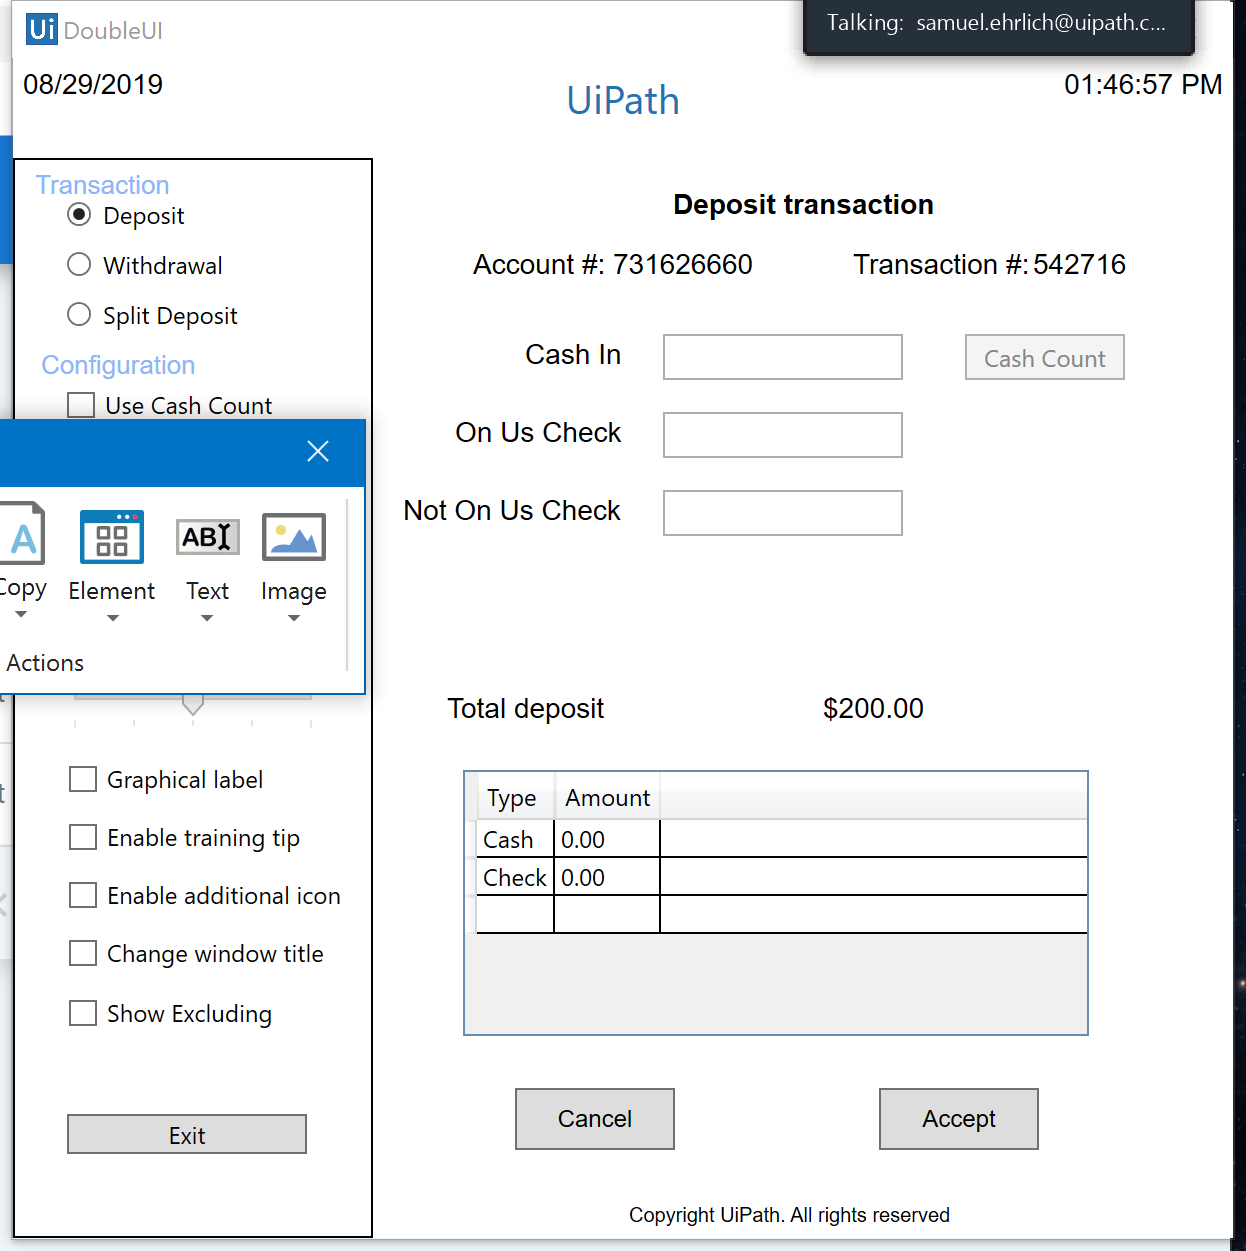 Ui DoubleUI
Talking: samuel.ehrlich@uipath.c...
08/29/2019
UiPath
01:46:57 PM
Transaction
Deposit
Withdrawal
Split Deposit
Configuration
Use Cash Count
A
ABI
Copy
Element
Text
Image
Actions
Graphical label
Enable training tip
Enable additional icon
Change window title
Show Excluding
Exit
Deposit transaction
Account #: 731626660 Transaction #: 542716
Cash In
Cash Count
On Us Check
Not On Us Check
Total deposit $200.00
Type Amount
Cash 0.00
Check 0.00
Cancel
Accept
Copyright UiPath. All rights reserved